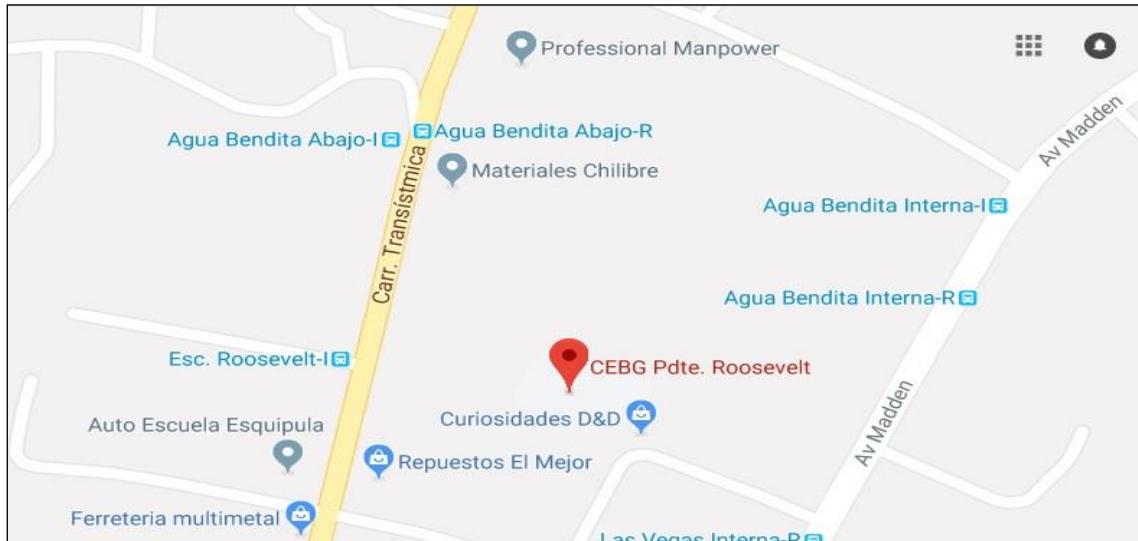 Professional Manpower
Av Madden
Agua Bendita Abajo-I
Agua Bendita Abajo-R
Materiales Chilibre
Carr. Transístmica
Agua Bendita Interna-I
Agua Bendita Interna-R
Esc. Roosevelt-I
CEBG Pdte. Roosevelt
Curiosidades D&D
Auto Escuela Esquipula
Av Madden
Repuestos El Mejor
Ferreteria multimetal
Las Vegas Interna-R